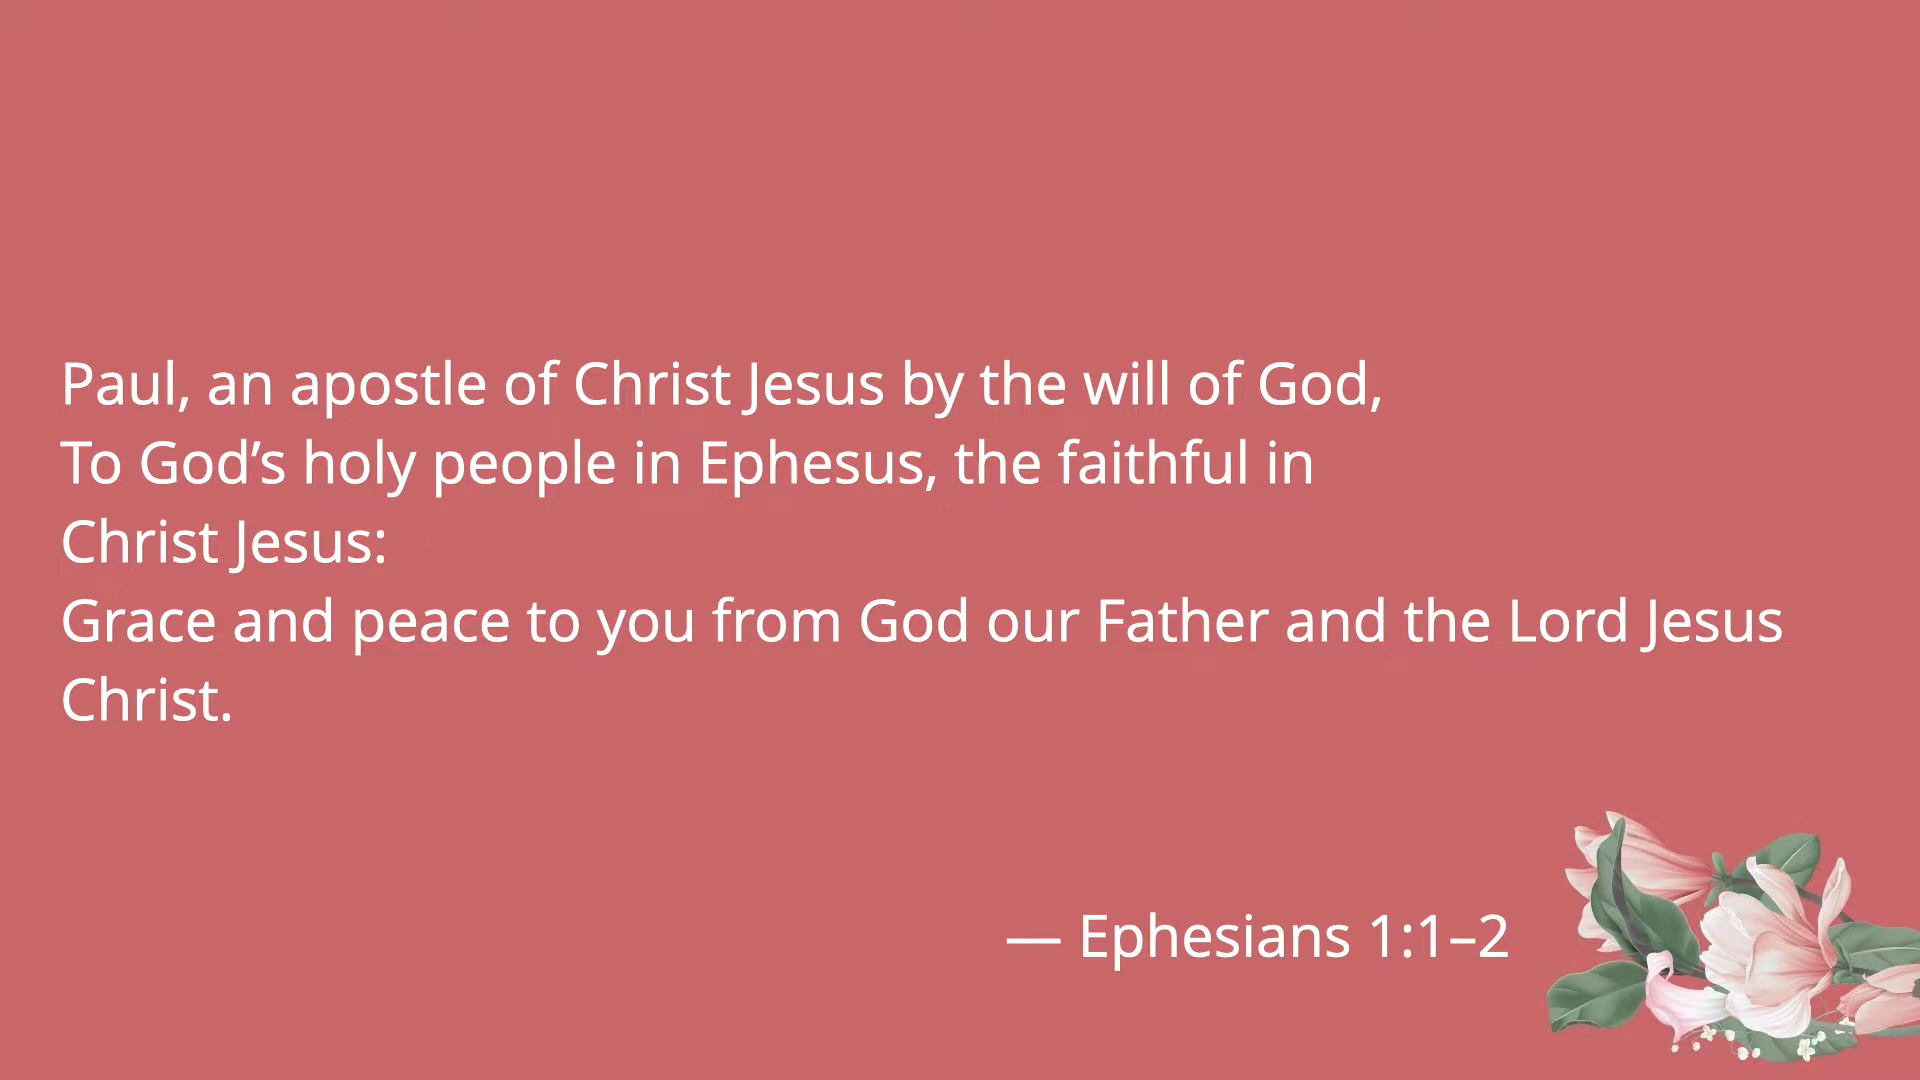 Paul, an apostle of Christ Jesus by the will of God,
To God’s holy people in Ephesus, the faithful in
Christ Jesus:
Grace and peace to you from God our Father and the Lord Jesus
Christ.
— Ephesians 1:1–2